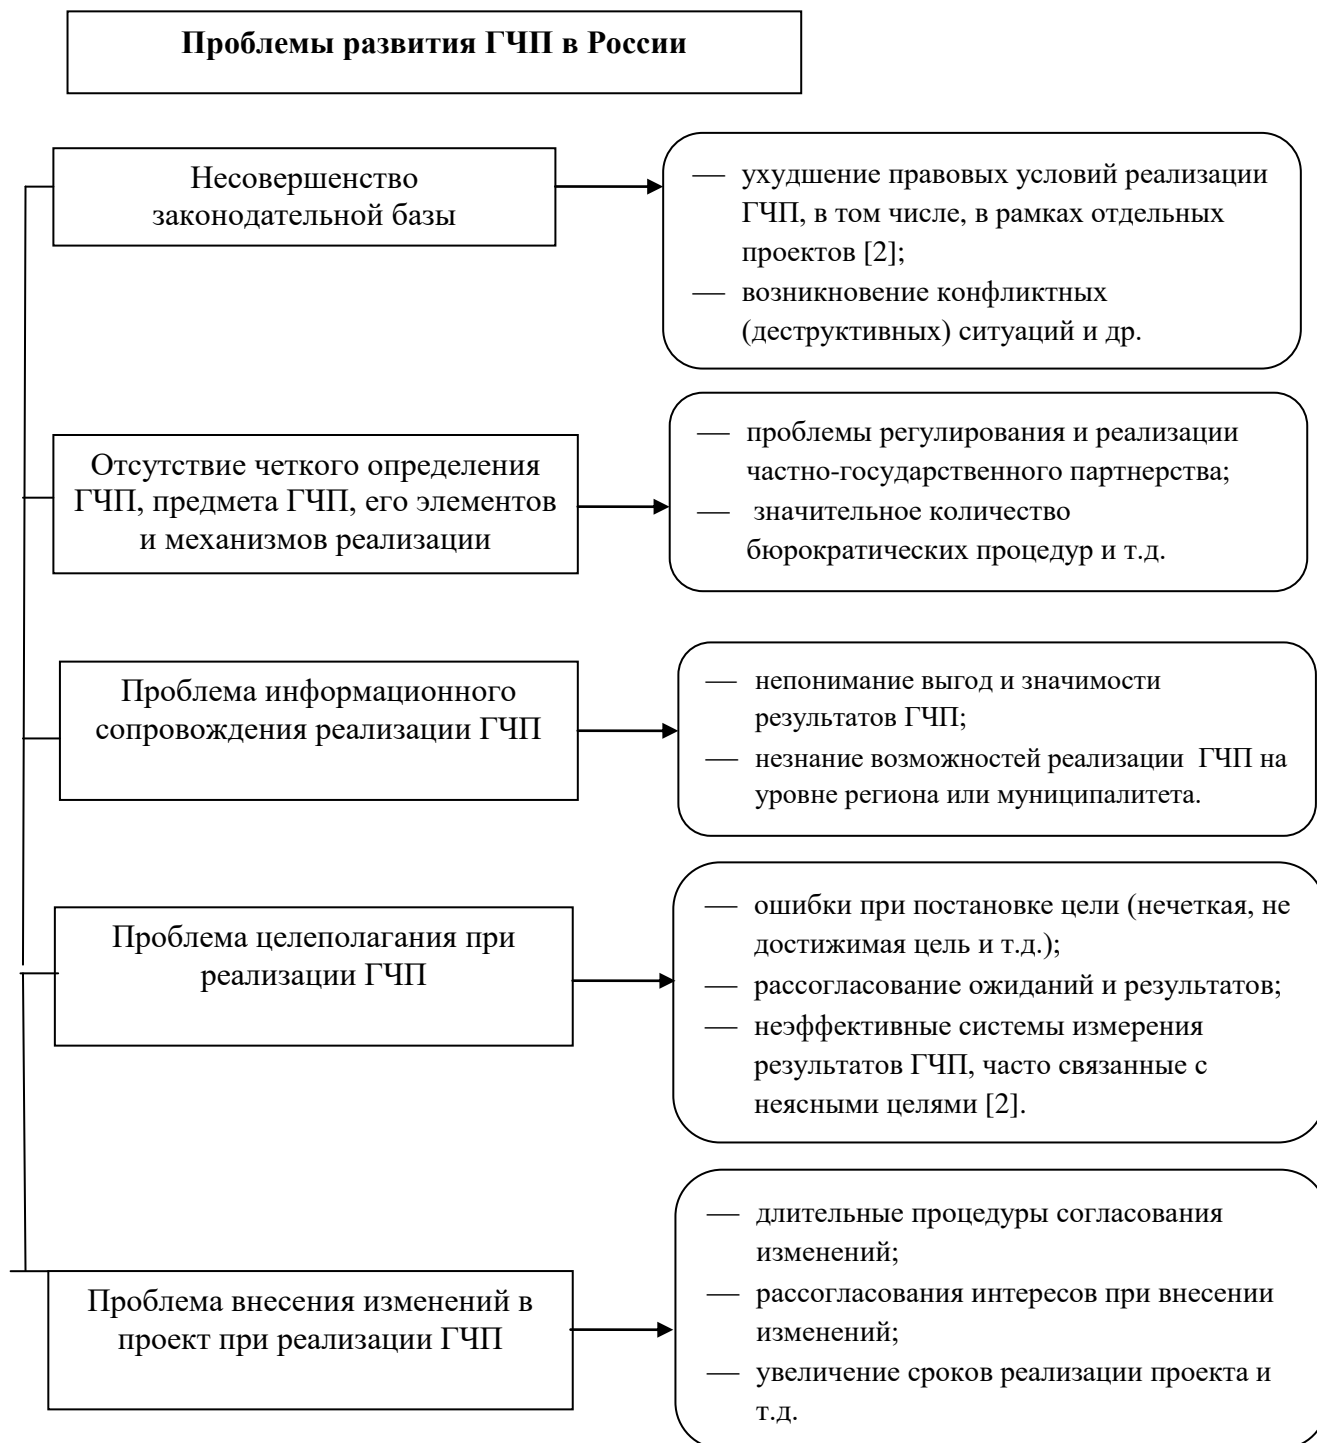 Проблемы развития ГЧП в России
Несовершенство
законодательной базы
— ухудшение правовых условий реализации
ГЧП, в том числе, в рамках отдельных
проектов [2];
— возникновение конфликтных
(деструктивных) ситуаций и др.
Отсутствие четкого определения
ГЧП, предмета ГЧП, его элементов
и механизмов реализации
— проблемы регулирования и реализации
частно-государственного партнерства;
— значительное количество
бюрократических процедур и т.д.
Проблема информационного
сопровождения реализации ГЧП
— непонимание выгод и значимости
результатов ГЧП;
— незнание возможностей реализации ГЧП на
уровне региона или муниципалитета.
Проблема целеполагания при
реализации ГЧП
— ошибки при постановке цели (нечеткая, не
достижимая цель и т.д.);
— рассогласование ожиданий и результатов;
— неэффективные системы измерения
результатов ГЧП, часто связанные с
неясными целями [2].
Проблема внесения изменений в
проект при реализации ГЧП
— длительные процедуры согласования
изменений;
— рассогласования интересов при внесении
изменений;
— увеличение сроков реализации проекта и
т.д.